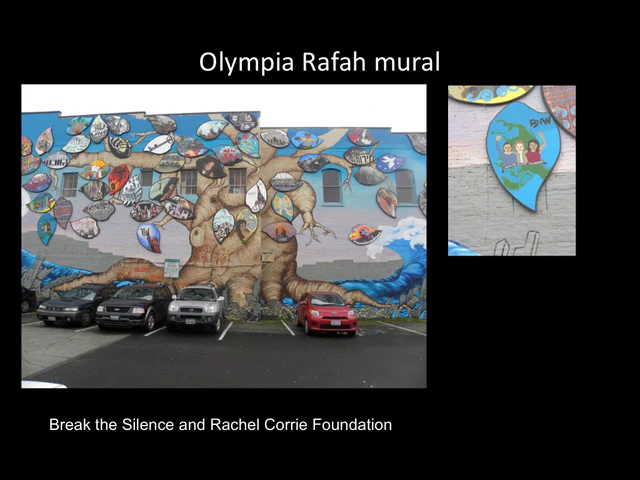 Olympia Rafah mural
Break the Silence and Rachel Corrie Foundation